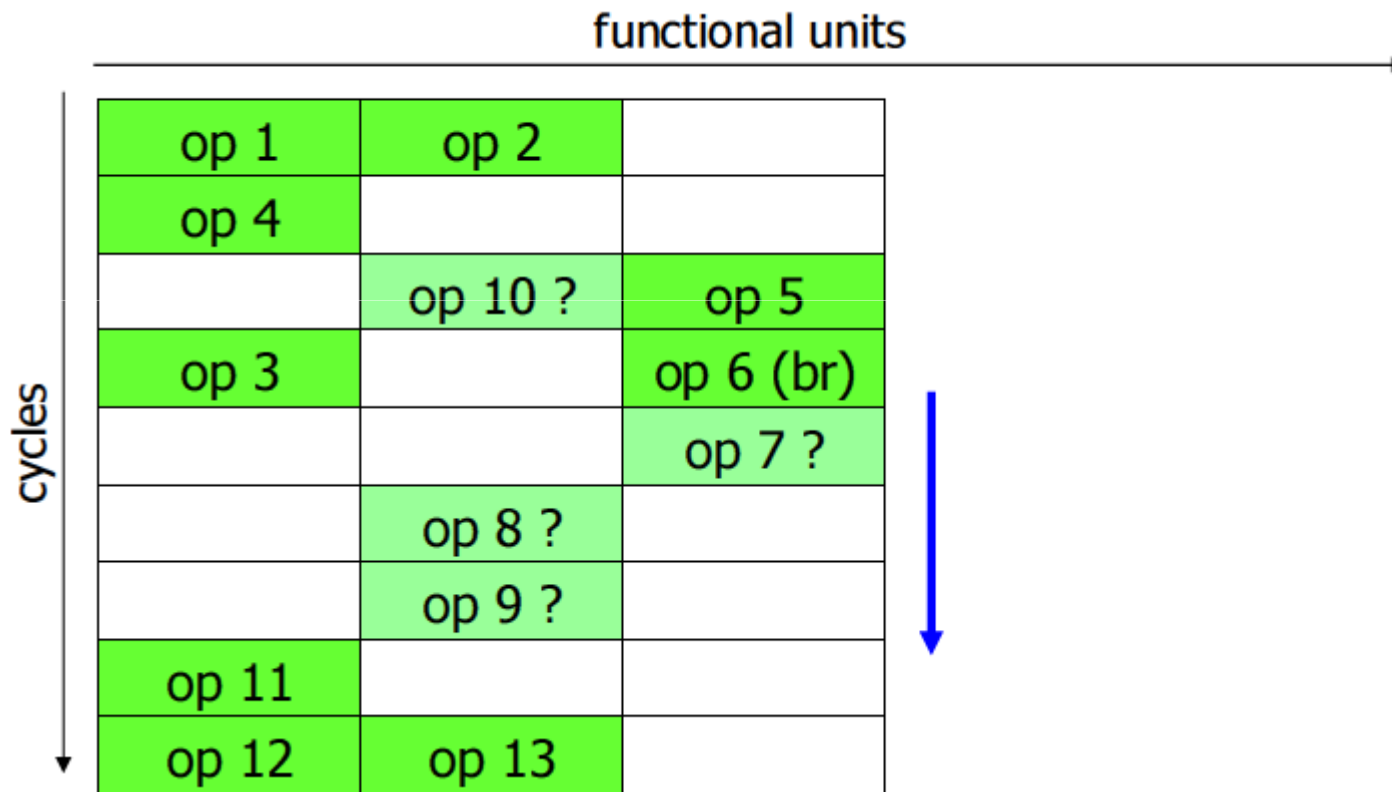 functional units
op 1 op 2
op 4
op 10 ? op 5
op 3 op 6 (br)
cycles
op 7 ?
op 8 ?
op 9 ?
op 11
op 12 op 13